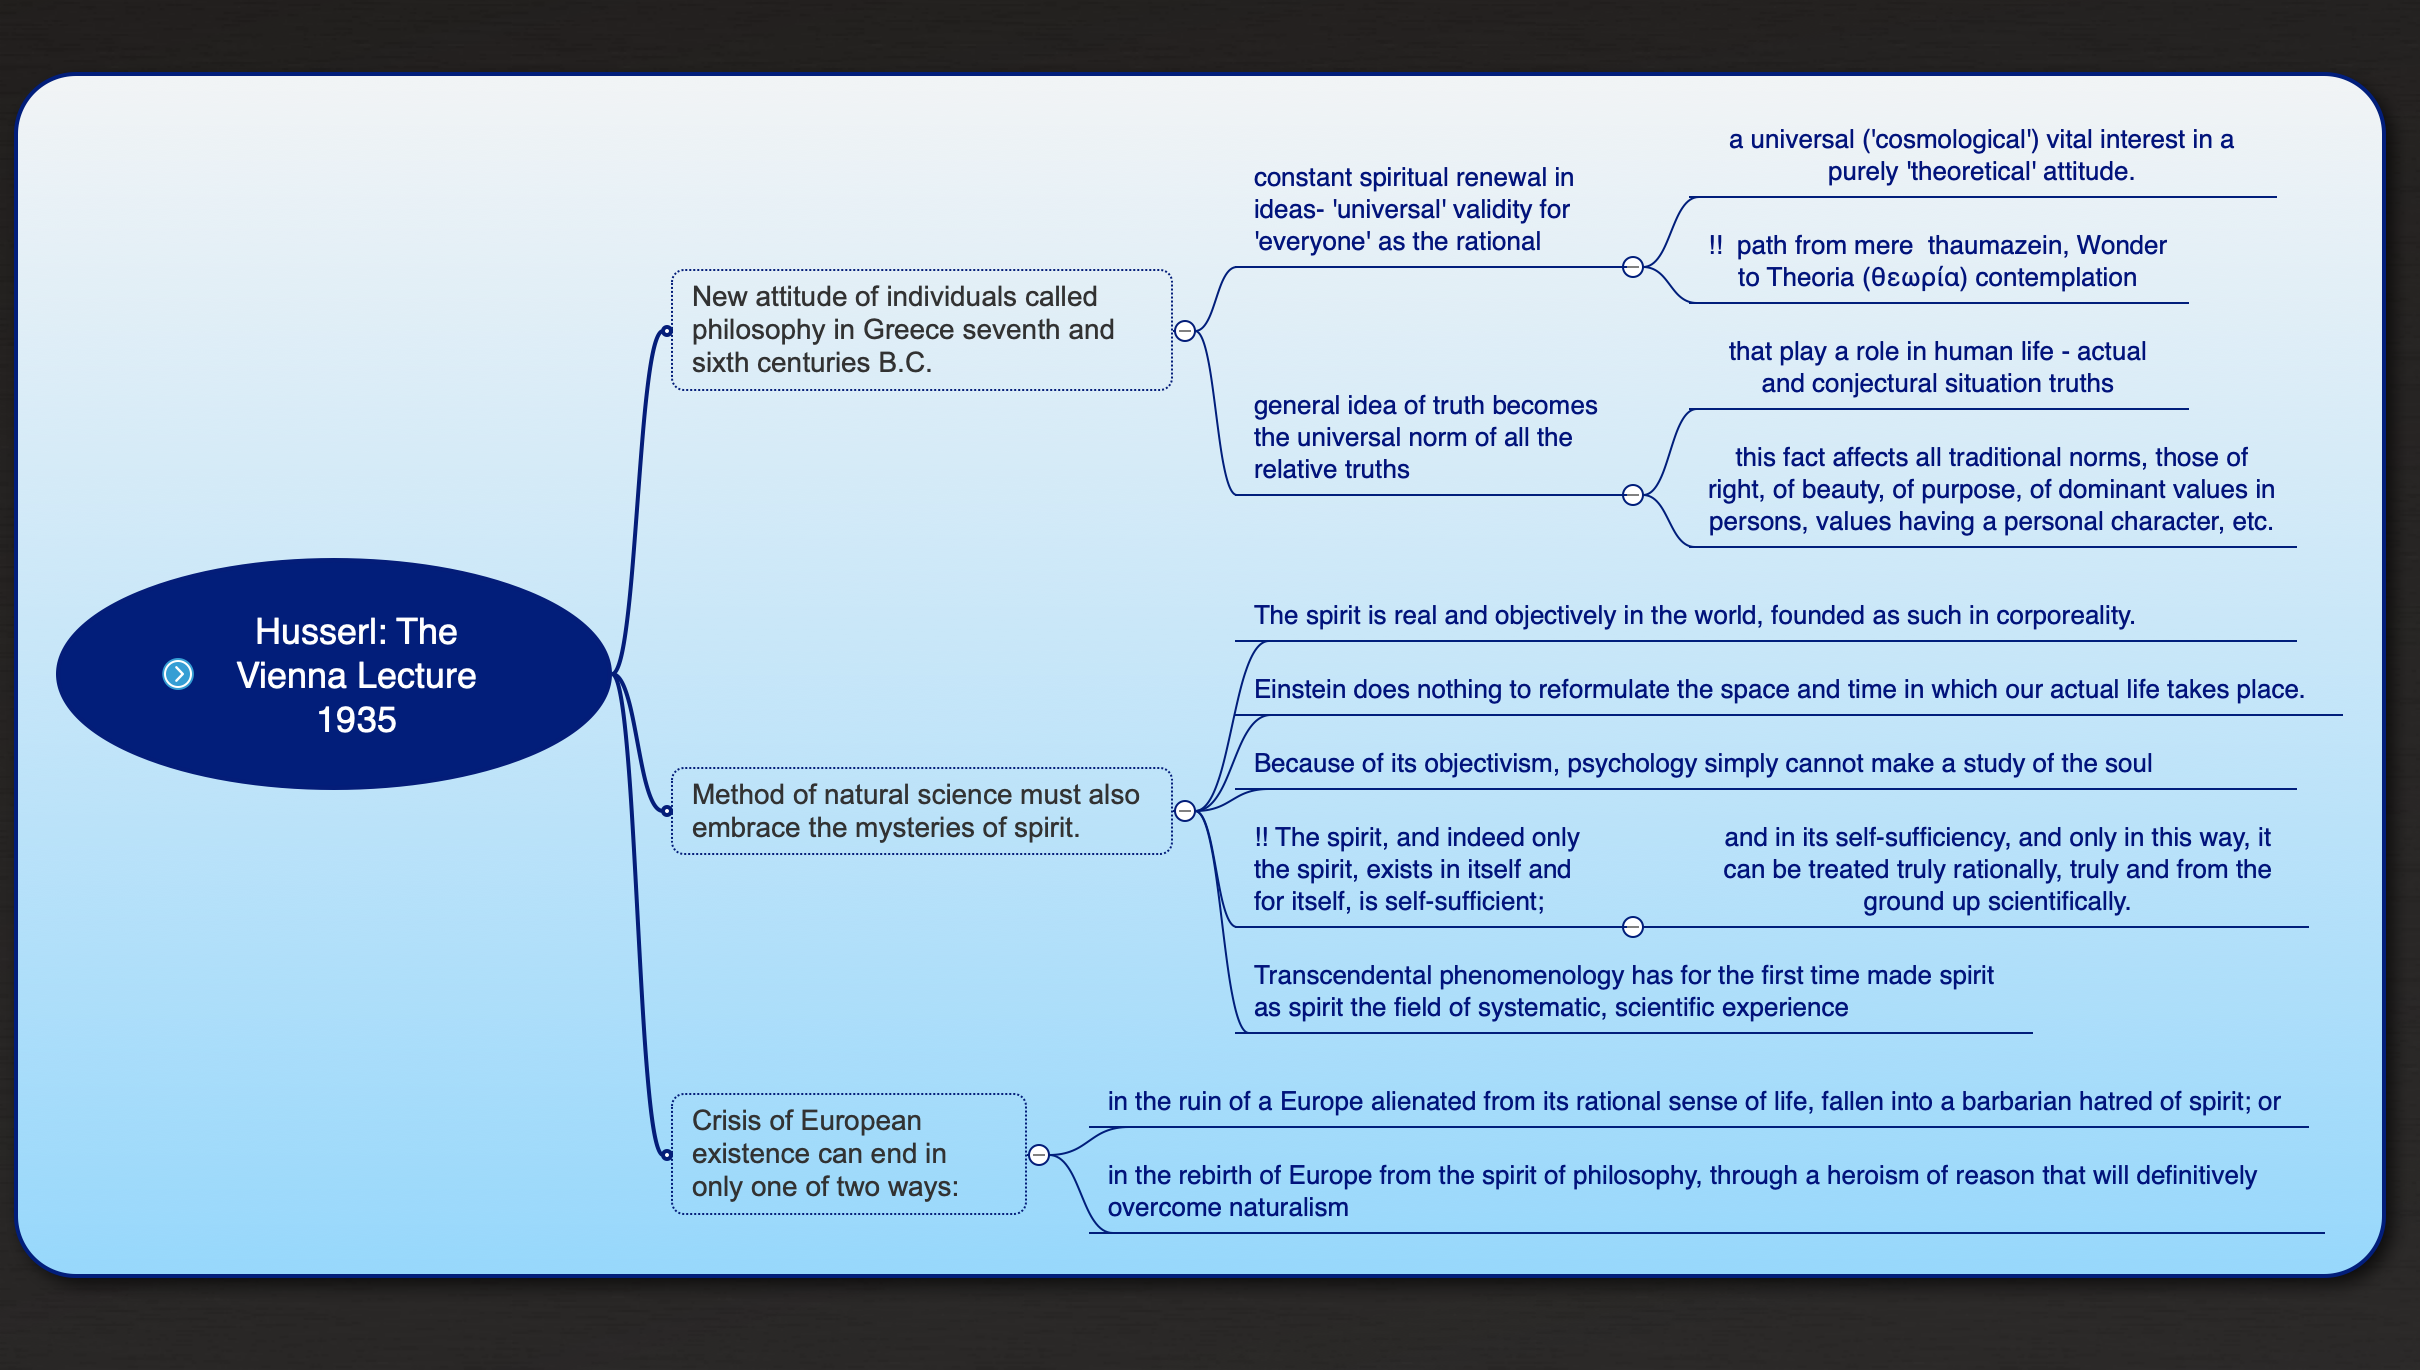 Husserl: The
Vienna Lecture
1935
New attitude of individuals called
philosophy in Greece seventh and
sixth centuries B.C.
constant spiritual renewal in
ideas- 'universal' validity for
'everyone' as the rational
a universal ('cosmological') vital interest in a
purely 'theoretical' attitude.
!!  path from mere  thaumazein, Wonder
to Theoria (θεωρία) contemplation
general idea of truth becomes
the universal norm of all the
relative truths
that play a role in human life - actual
and conjectural situation truths
this fact affects all traditional norms, those of
right, of beauty, of purpose, of dominant values in
persons, values having a personal character, etc.
Method of natural science must also
embrace the mysteries of spirit.
The spirit is real and objectively in the world, founded as such in corporeality.
Einstein does nothing to reformulate the space and time in which our actual life takes place.
Because of its objectivism, psychology simply cannot make a study of the soul
!! The spirit, and indeed only
the spirit, exists in itself and
for itself, is self-sufficient;
and in its self-sufficiency, and only in this way, it
can be treated truly rationally, truly and from the
ground up scientifically.
Transcendental phenomenology has for the first time made spirit
as spirit the field of systematic, scientific experience
Crisis of European
existence can end in
only one of two ways:
in the ruin of a Europe alienated from its rational sense of life, fallen into a barbarian hatred of spirit; or
in the rebirth of Europe from the spirit of philosophy, through a heroism of reason that will definitively
overcome naturalism